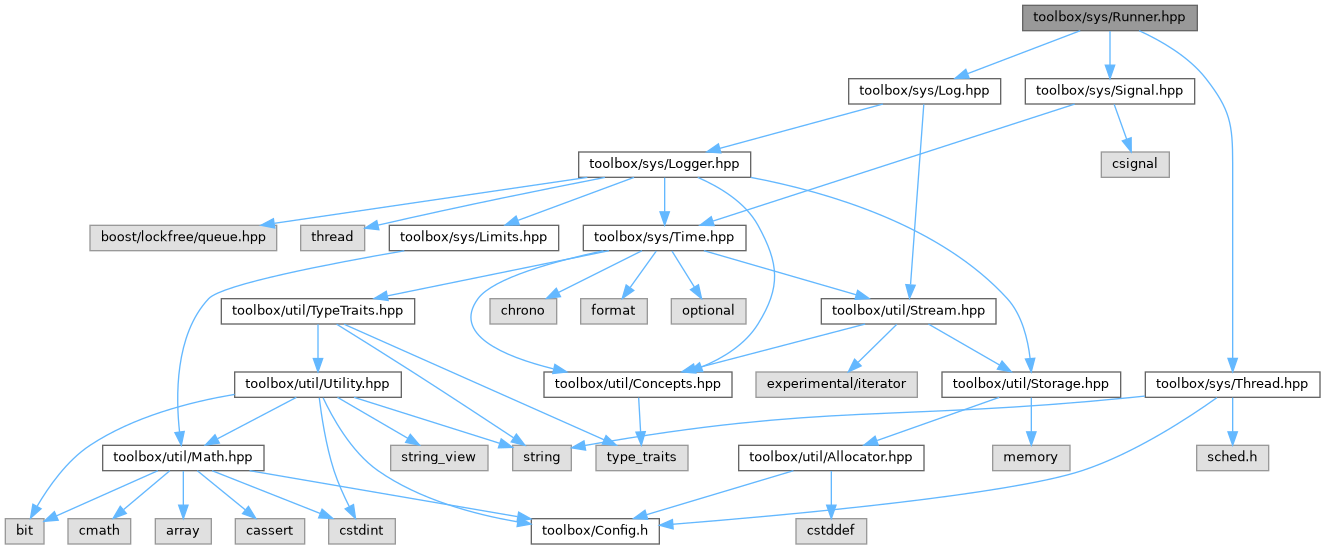 toolbox/sys/Runner.hpp
toolbox/sys/Log.hpp
toolbox/sys/Signal.hpp
toolbox/sys/Logger.hpp
csignal
boost/lockfree/queue.hpp
thread
toolbox/sys/Limits.hpp
toolbox/sys/Time.hpp
toolbox/util/TypeTraits.hpp
chrono
format
optional
toolbox/util/Stream.hpp
toolbox/util/Utility.hpp
toolbox/util/Concepts.hpp
experimental/iterator
toolbox/util/Storage.hpp
toolbox/sys/Thread.hpp
toolbox/util/Math.hpp
string_view
string
type_traits
toolbox/util/Allocator.hpp
memory
sched.h
bit
cmath
array
cassert
cstdint
toolbox/Config.h
cstddef